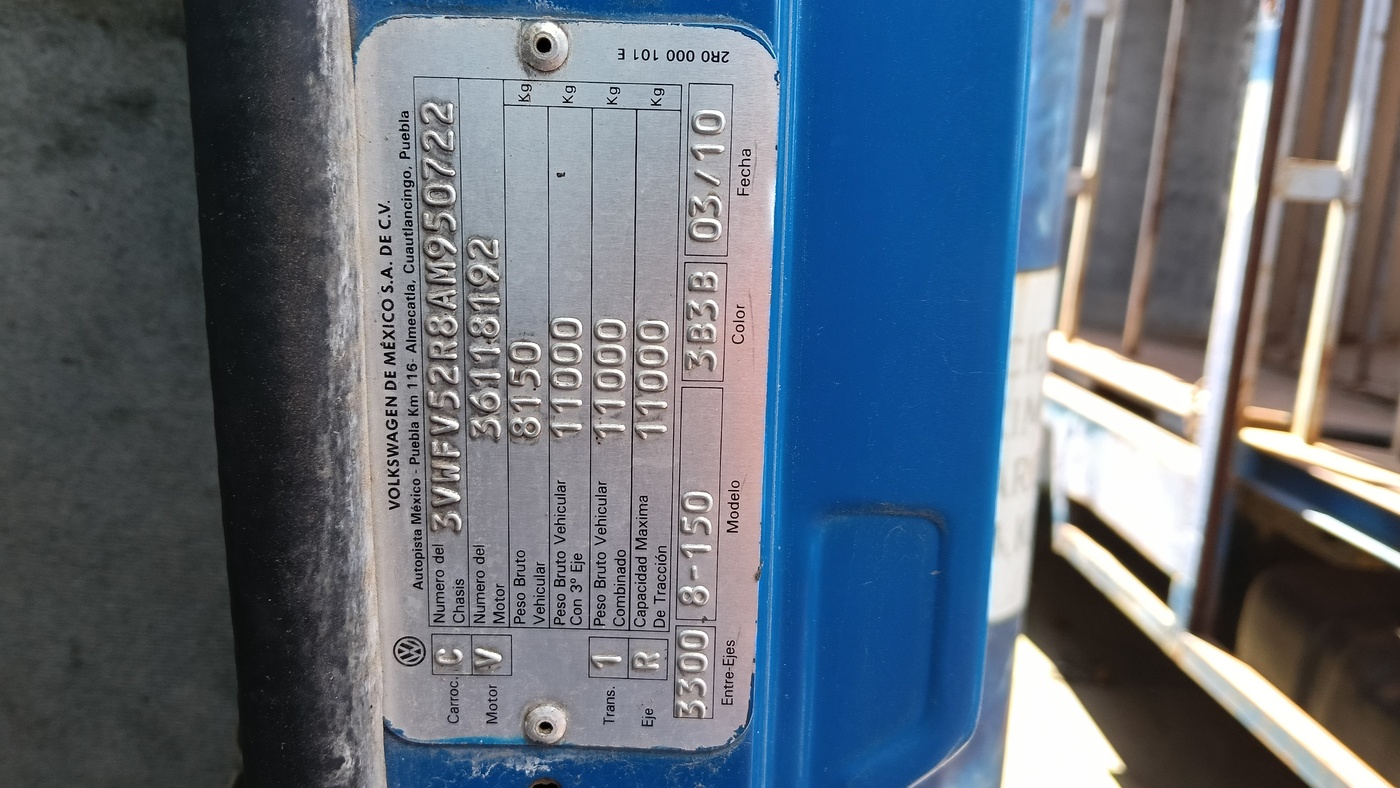 2R0 000 101 E
VOLKSWAGEN DE MÉXICO S.A. DE C.V.
Autopista México - Puebla Km 116 - Almecatla, Cuautlancingo, Puebla
Carroc. C Numero del Chasis 3VWFV52R8AM950722
Motor V Numero del Motor 36118192
Peso Bruto Vehicular 8150 Kg
Peso Bruto Vehicular Con 3º Eje 11000 Kg
Trans. 1 Peso Bruto Vehicular Combinado 11000 Kg
Eje R Capacidad Maxima De Tracción 11000 Kg
3300 8-150 3B3B 03/10
Entre-Ejes Modelo Color Fecha